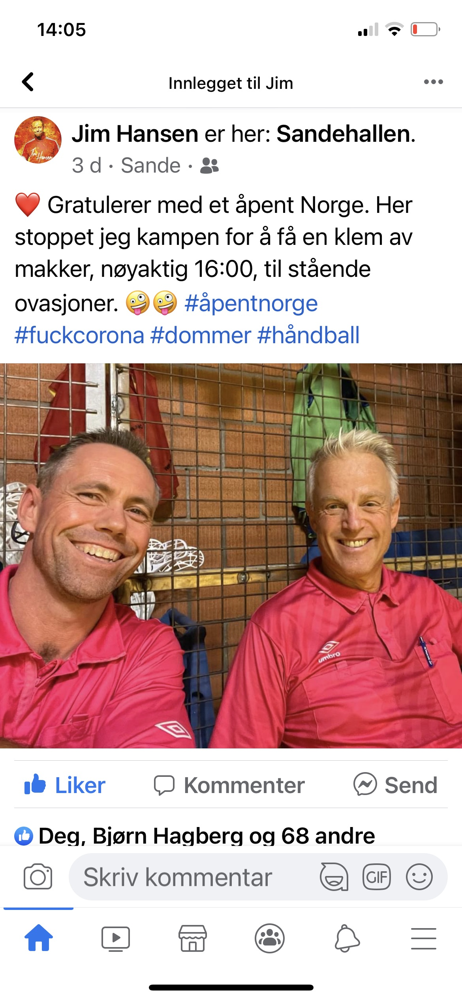 14:05
Innlegget til Jim
Jim Hansen er her: Sandehallen.
3 d · Sande ·
❤️ Gratulerer med et åpent Norge. Her
stoppet jeg kampen for å få en klem av
makker, nøyaktig 16:00, til stående
ovasjoner. 🤪🤪 #åpentnorge
#fuckcorona #dommer #håndball
umbro
Liker
Kommenter
Send
Deg, Bjørn Hagberg og 68 andre
Skriv kommentar
GIF